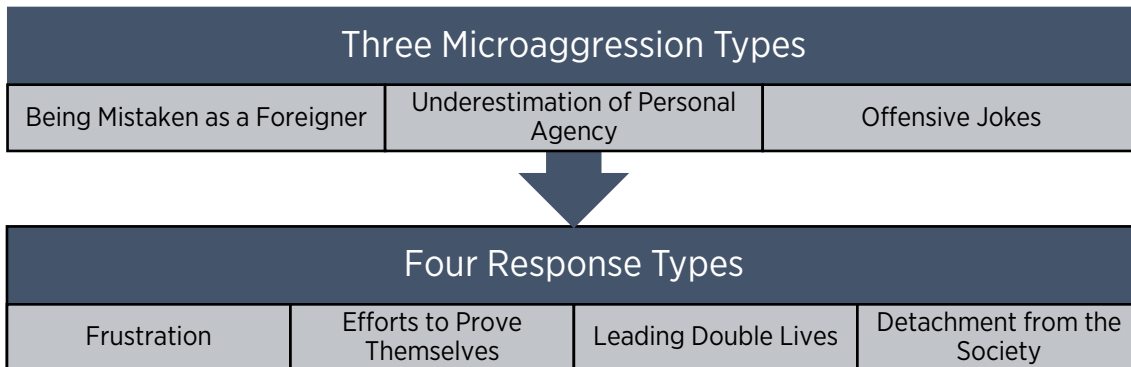 Three Microaggression Types
Being Mistaken as a Foreigner
Underestimation of Personal
Agency
Offensive Jokes
Four Response Types
Frustration
Efforts to Prove
Themselves
Leading Double Lives
Detachment from the
Society